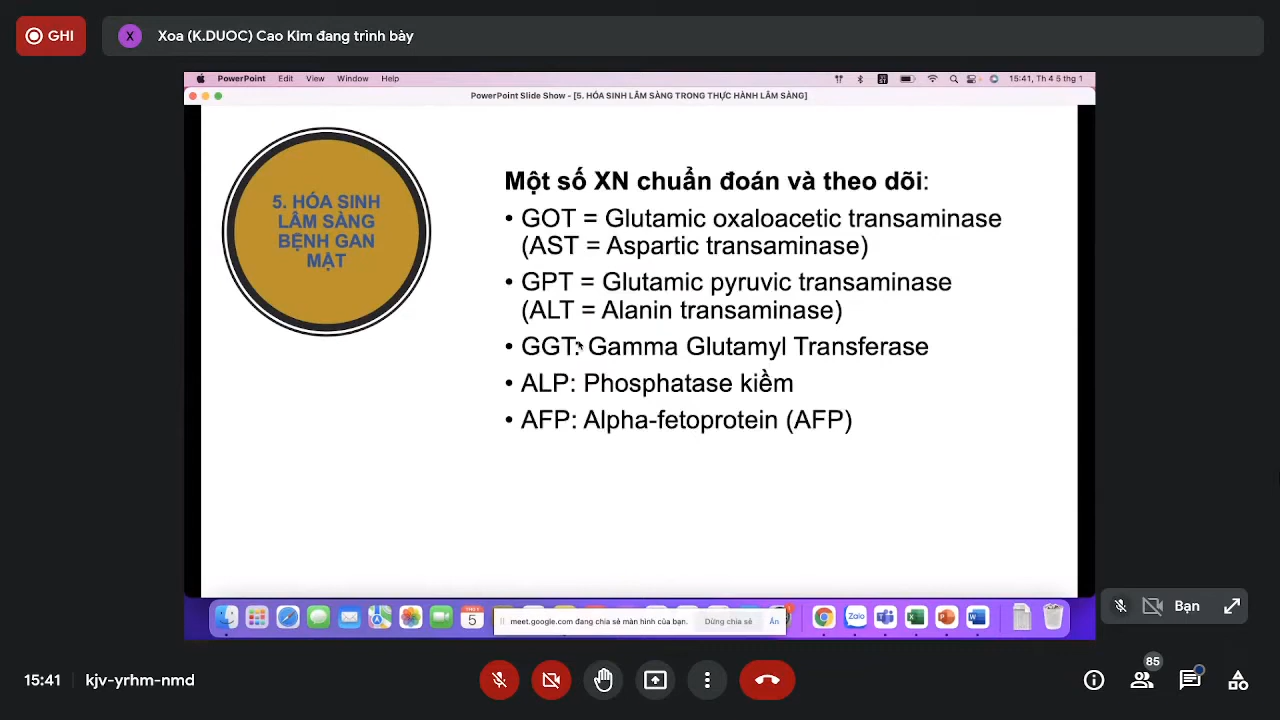 GHI
X
Xoa (K.DUOC) Cao Kim đang trình bày
PowerPoint Edit View Window Help
15:41, Th 4 5 thg 1
PowerPoint Slide Show - [5. HÓA SINH LÂM SÀNG TRONG THỰC HÀNH LÂM SÀNG]
5. HÓA SINH
LÂM SÀNG
BỆNH GAN
MẬT
Một số XN chuẩn đoán và theo dõi:
• GOT = Glutamic oxaloacetic transaminase
(AST = Aspartic transaminase)
• GPT = Glutamic pyruvic transaminase
(ALT = Alanin transaminase)
• GGT: Gamma Glutamyl Transferase
• ALP: Phosphatase kiềm
• AFP: Alpha-fetoprotein (AFP)
5
meet.google.com đang chia sẻ màn hình của bạn. Dừng chia sẻ Ẩn
Zalo
Bạn
15:41 | kjv-yrhm-nmd
85